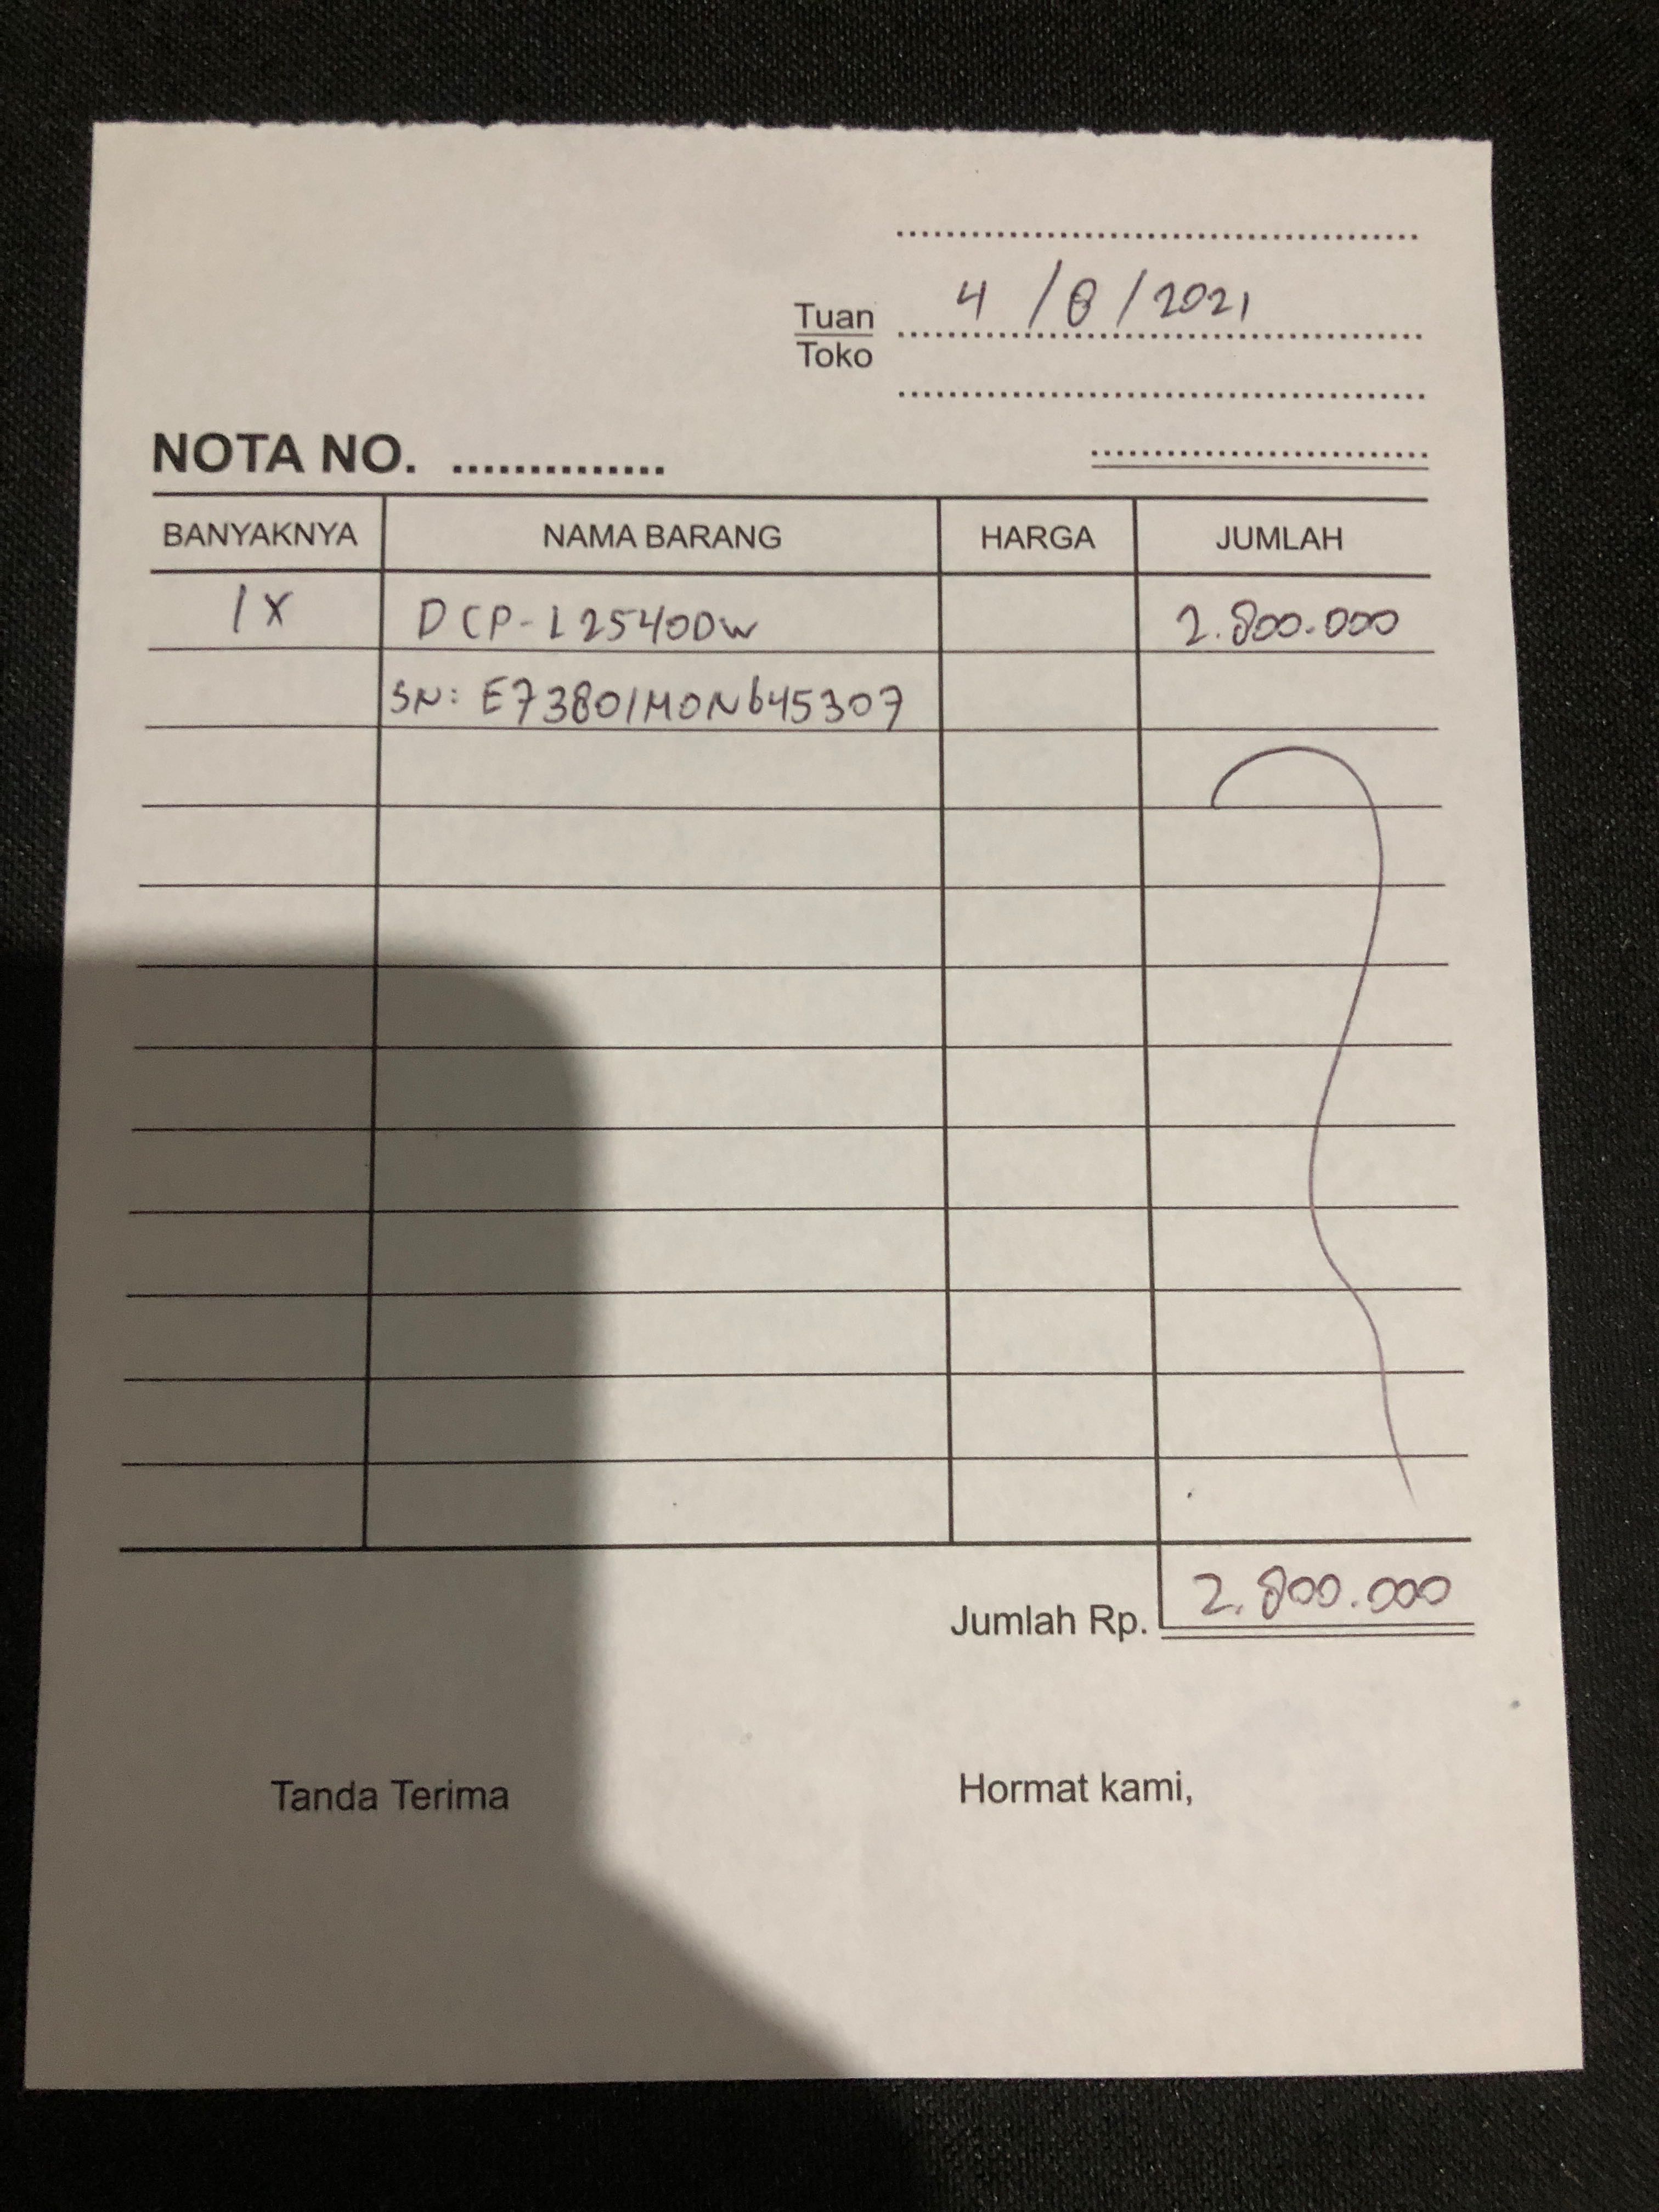 4/8/2021
Tuan
Toko
NOTA NO. ..............
BANYAKNYA NAMA BARANG HARGA JUMLAH
1X DCP-L2540DW 2.800.000
SN: E73801M0N645307
Jumlah Rp. 2.800.000
Tanda Terima Hormat kami,